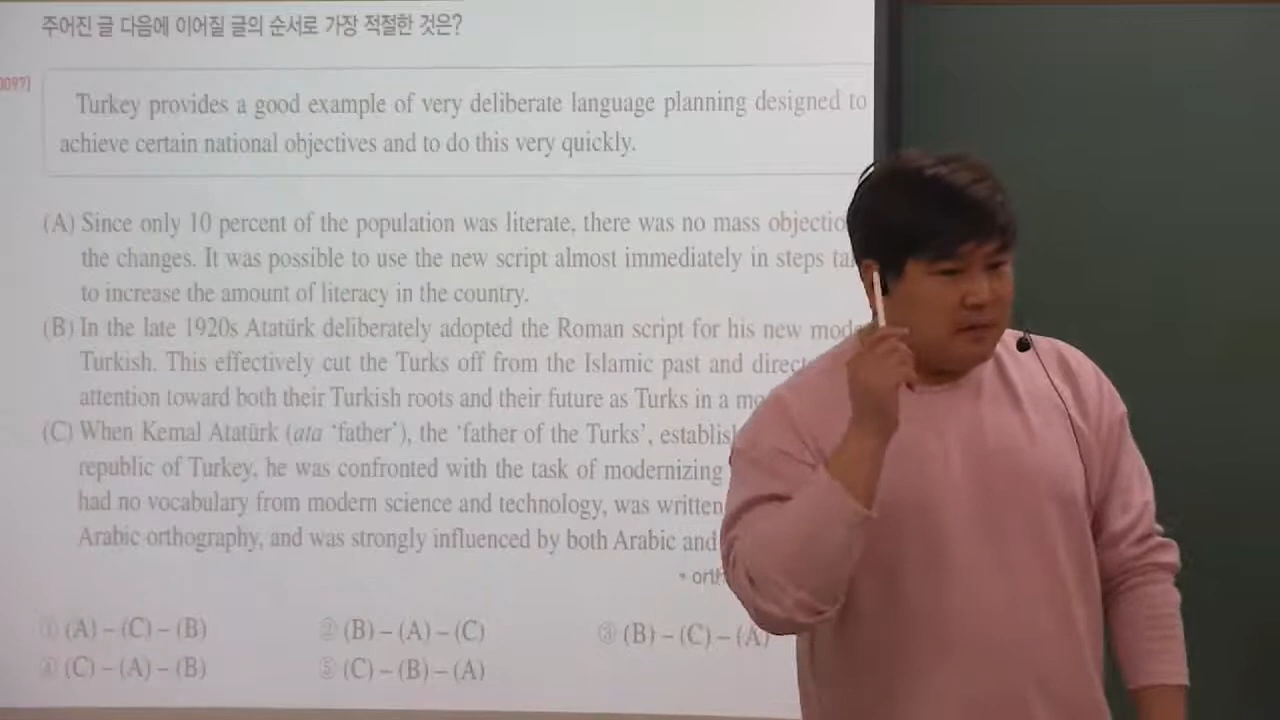 주어진 글 다음에 이어질 글의 순서로 가장 적절한 것은?
0097]
Turkey provides a good example of very deliberate language planning designed to
achieve certain national objectives and to do this very quickly.
(A) Since only 10 percent of the population was literate, there was no mass
the changes. It was possible to use the new script almost immediately in steps
to increase the amount of literacy in the country.
(B) In the late 1920s Atatürk deliberately adopted the Roman script for his new
Turkish. This effectively cut the Turks off from the Islamic past and
attention toward both their Turkish roots and their future as Turks in a
(C) When Kemal Atatürk (ata ‘father’), the ‘father of the Turks’,
republic of Turkey, he was confronted with the task of modernizing
had no vocabulary from modern science and technology, was written
Arabic orthography, and was strongly influenced by both Arabic and
① (A) – (C) – (B) ② (B) – (A) – (C) ③ (B) – (C) – (A)
④ (C) – (A) – (B) ⑤ (C) – (B) – (A)